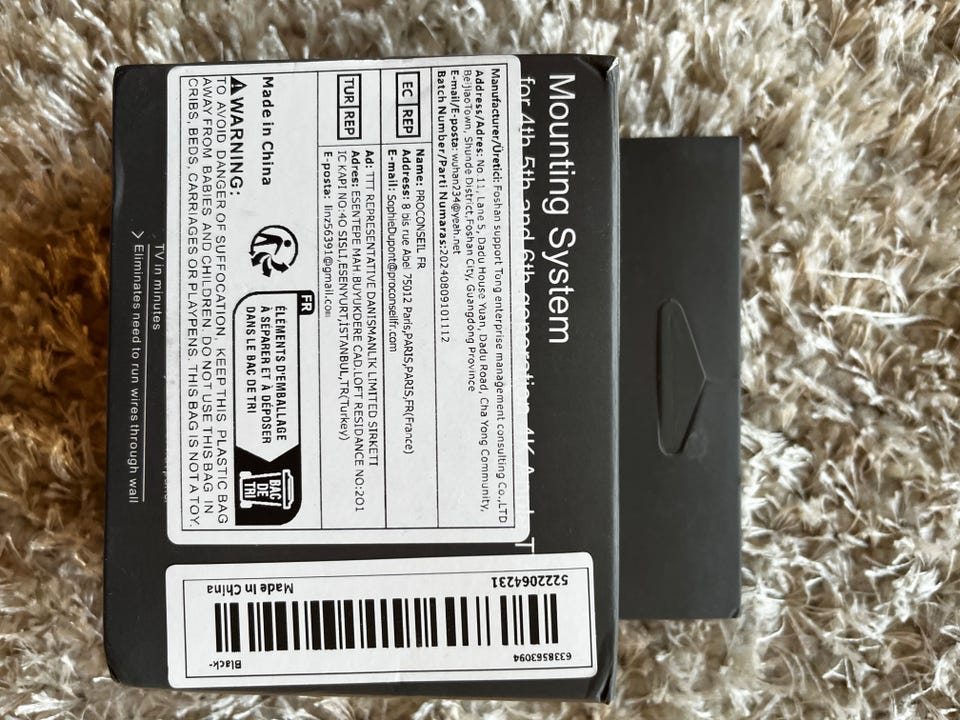 Mounting System
for 4th 5th and 6th generation 4K A
Manufacturer/Üretici: Foshan support Tong enterprise management consulting Co.,LTD
Address/Adres: No.11, Lane 5, Dadu House Yuan, Dadu Road, Cha Yong Community,
BeijiaoTown, Shunde District,Foshan City, Guangdong Province
E-mail/E-posta: wuhan234@yeah.net
Batch Number/Parti Numaras:20240809101112
EC REP
Name: PROCONSEIL FR
Address: 8 bis rue Abel 75012 Paris,PARIS,PARIS,FR(France)
E-mail: SophieDupont@proconseilfr.com
TUR REP
Ad: TTT REPRESENTATIVE DANISMANLIK LIMITED SIRKETI
Adres: ESENTEPE MAH.BUYUKDERE CAD.LOFT RESIDANCE NO:201
IC KAPI NO:40 SISLI,ESENYURT,ISTANBUL,TR(Turkey)
E-posta: linz56391@gmail.com
Made in China
FR
ÉLÉMENTS D'EMBALLAGE
À SÉPARER ET À DÉPOSER
DANS LE BAC DE TRI
BAC
DE
TRI
WARNING:
TO AVOID DANGER OF SUFFOCATION, KEEP THIS PLASTIC BAG
AWAY FROM BABIES AND CHILDREN. DO NOT USE THIS BAG IN
CRIBS, BEDS, CARRIAGES OR PLAYPENS. THIS BAG IS NOT A TOY.
TV in minutes
> Eliminates need to run wires through wall
6338563094
Black-
5222064231
Made In China